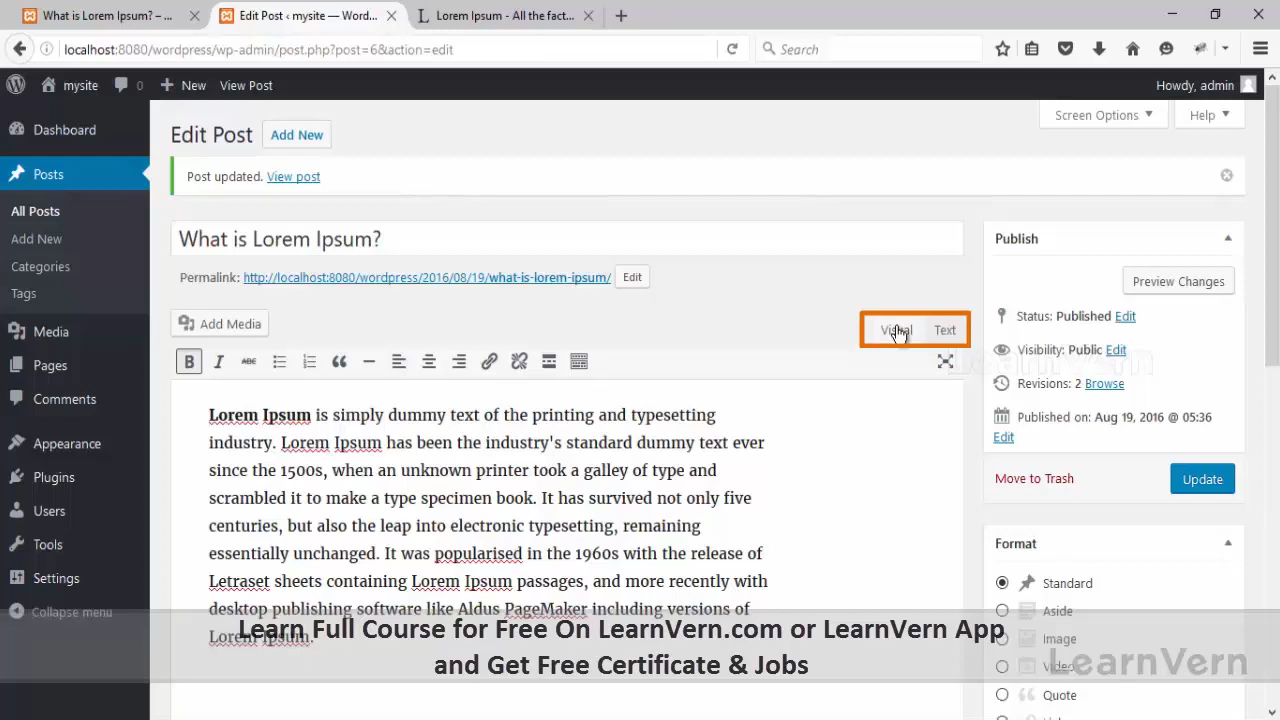 What is Lorem Ipsum? – ...
Edit Post ‹ mysite — Word...
Lorem Ipsum - All the fact...
localhost:8080/wordpress/wp-admin/post.php?post=6&action=edit
Search
mysite
0
New
View Post
Howdy, admin
Screen Options
Help
Dashboard
Posts
All Posts
Add New
Categories
Tags
Media
Pages
Comments
Appearance
Plugins
Users
Tools
Settings
Collapse menu
Edit Post
Add New
Post updated. View post
What is Lorem Ipsum?
Permalink: http://localhost:8080/wordpress/2016/08/19/what-is-lorem-ipsum/ Edit
Add Media
Visual
Text
B I ABC
Lorem Ipsum is simply dummy text of the printing and typesetting
industry. Lorem Ipsum has been the industry's standard dummy text ever
since the 1500s, when an unknown printer took a galley of type and
scrambled it to make a type specimen book. It has survived not only five
centuries, but also the leap into electronic typesetting, remaining
essentially unchanged. It was popularised in the 1960s with the release of
Letraset sheets containing Lorem Ipsum passages, and more recently with
desktop publishing software like Aldus PageMaker including versions of
Lorem Ipsum.
Publish
Preview Changes
Status: Published Edit
Visibility: Public Edit
LearnVern
Revisions: 2 Browse
Published on: Aug 19, 2016 @ 05:36
Edit
Move to Trash
Update
Format
Standard
Aside
Image
Video
Quote
Learn Full Course for Free On LearnVern.com or LearnVern App
and Get Free Certificate & Jobs
LearnVern